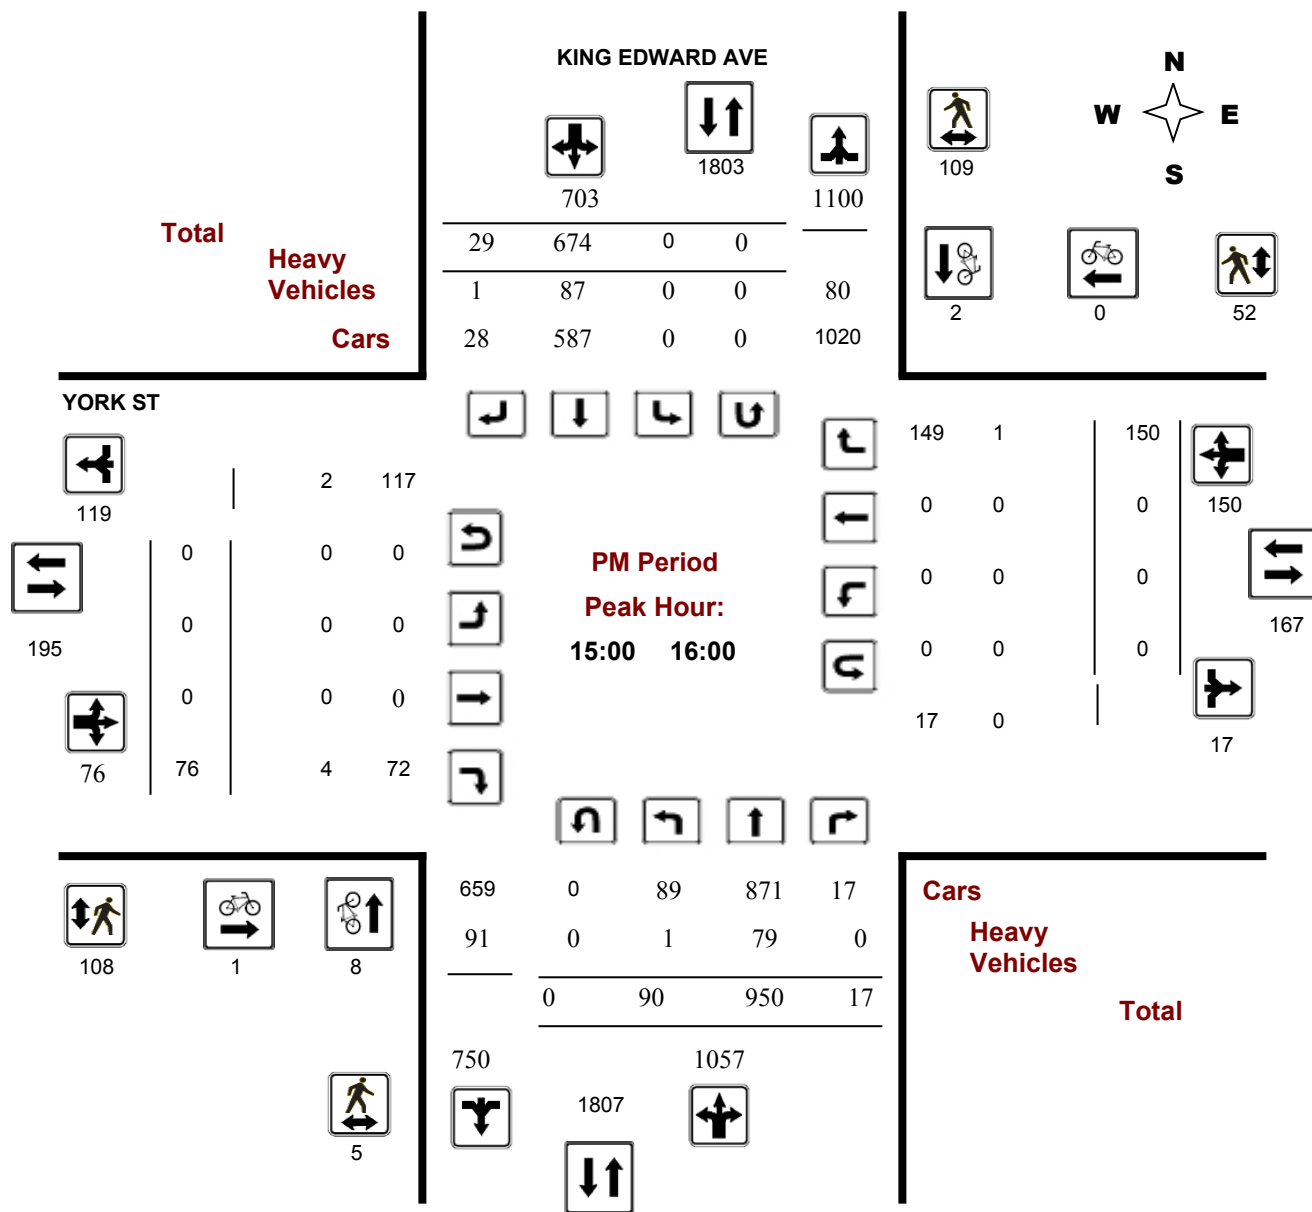 KING EDWARD AVE
N
W E
S
1803
109
703 1100
Total
29 674 0 0
Heavy
Vehicles
1 87 0 0 80
Cars
28 587 0 0 1020
2 0 52
YORK ST
149 1 150
2 117
119 0 0 0 150
0 0 0
PM Period
0 0 0
Peak Hour:
0 0 0
167
195
15:00 16:00
0 0 0
0 0 0
17 0
17
76 76 4 72
659 0 89 871 17
Cars
91 0 1 79 0
Heavy
Vehicles
108 1 8
0 90 950 17
Total
750 1057
1807
5